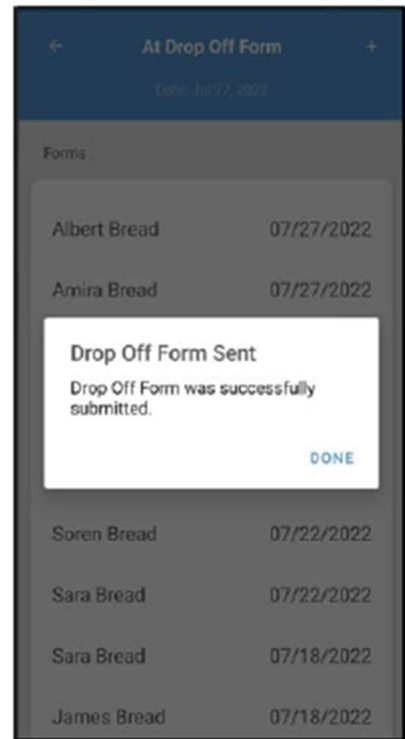 At Drop Off Form +
Date: Jul 27, 2022
Forms
Albert Bread 07/27/2022
Amira Bread 07/27/2022
Drop Off Form Sent
Drop Off Form was successfully
submitted.
DONE
Soren Bread 07/22/2022
Sara Bread 07/22/2022
Sara Bread 07/18/2022
James Bread 07/18/2022